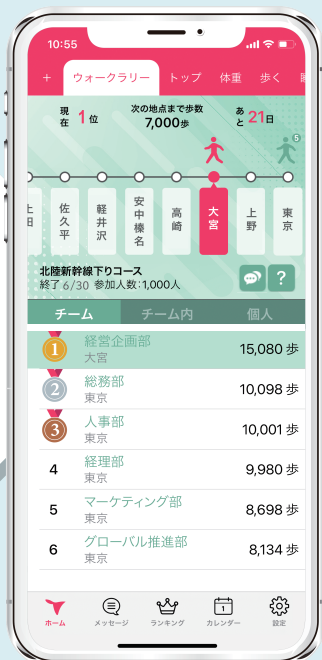 10:55
+ ウォークラリー トップ 体重 歩く
現在 1位 次の地点まで歩数 7,000歩 あと 21日
5
上田 佐久平 軽井沢 安中榛名 高崎 大宮 上野 東京
北陸新幹線下りコース
終了 6/30 参加人数:1,000人
?
チーム チーム内 個人
1 経営企画部 15,080 歩
大宮
2 総務部 10,098 歩
東京
3 人事部 10,001 歩
東京
4 経理部 9,980 歩
東京
5 マーケティング部 8,698 歩
東京
6 グローバル推進部 8,134 歩
東京
ホーム メッセージ ランキング 1 カレンダー 設定